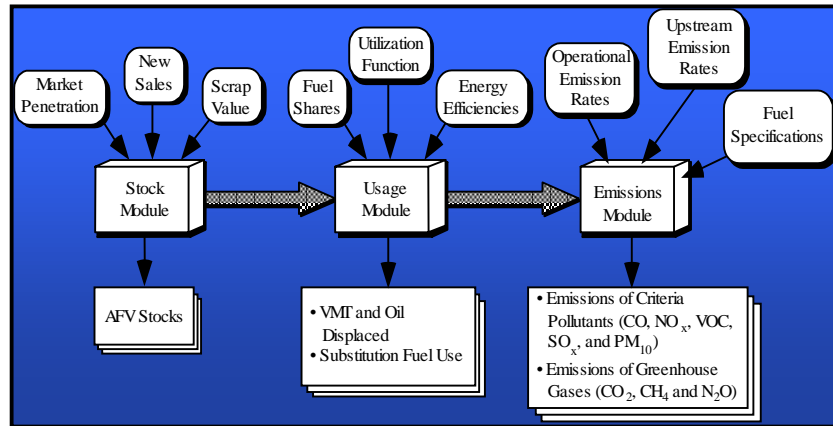 Market
Penetration
New
Sales
Scrap
Value
Fuel
Shares
Utilization
Function
Energy
Efficiencies
Operational
Emission
Rates
Upstream
Emission
Rates
Fuel
Specifications
Stock
Module
Usage
Module
Emissions
Module
AFV Stocks
• VMT and Oil
Displaced
• Substitution Fuel Use
• Emissions of Criteria
Pollutants (CO, NOₓ, VOC,
SOₓ, and PM₁₀)
• Emissions of Greenhouse
Gases (CO₂, CH₄ and N₂O)